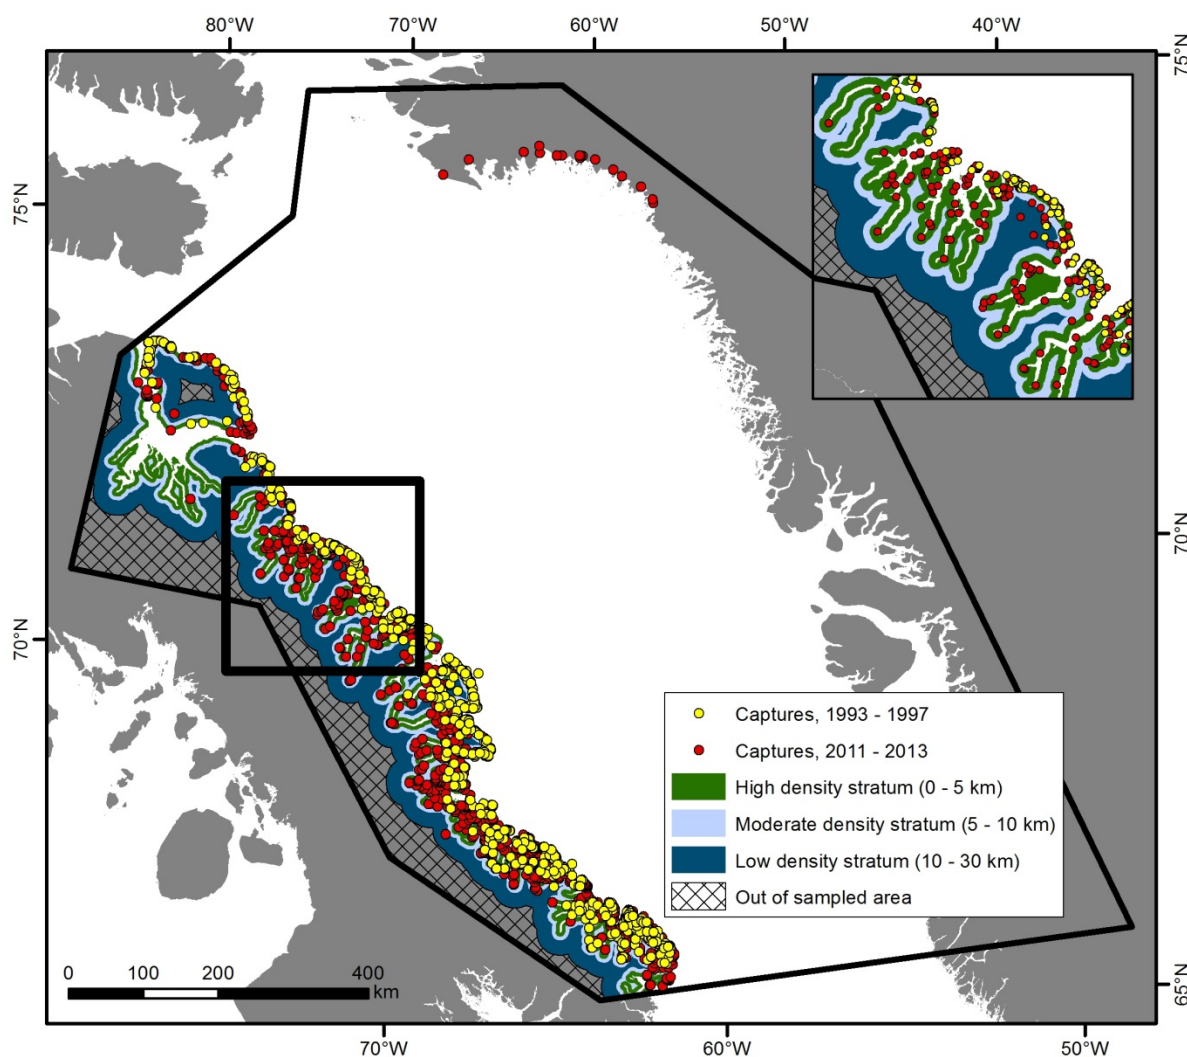 80°W 70°W 60°W 50°W 40°W
75°N
75°N
70°N
70°N
Captures, 1993 - 1997
Captures, 2011 - 2013
High density stratum (0 - 5 km)
Moderate density stratum (5 - 10 km)
Low density stratum (10 - 30 km)
Out of sampled area
0 100 200 400
km
65°N
70°W 60°W 50°W